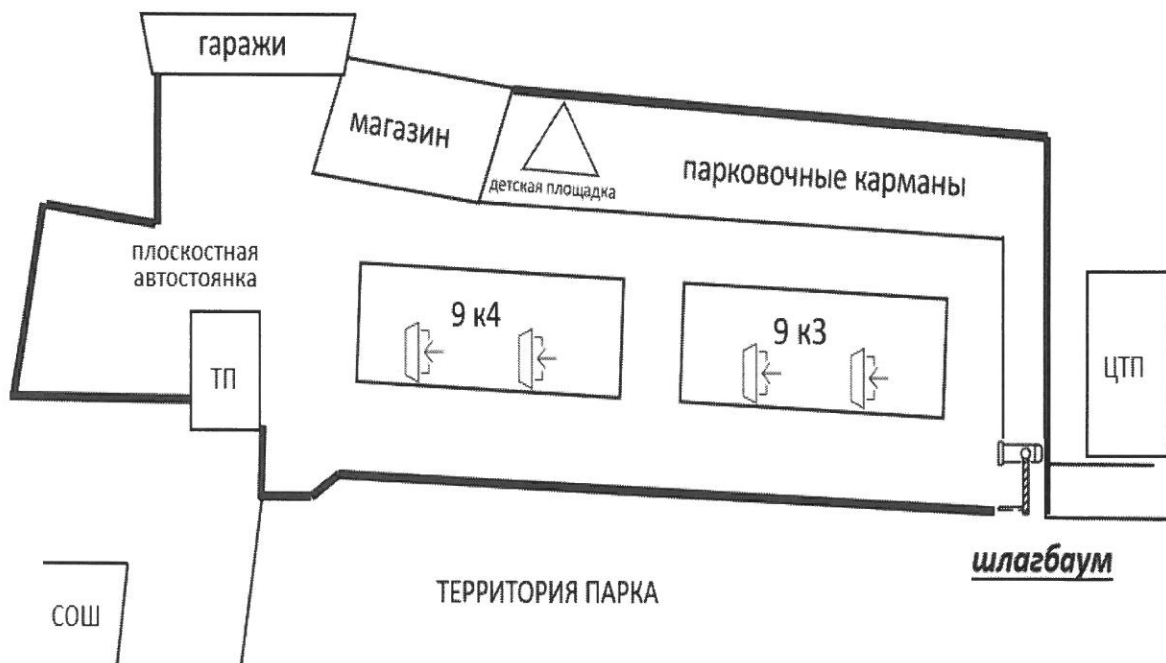 гаражи
магазин
детская площадка
парковочные карманы
плоскостная
автостоянка
9 к4
9 к3
ТП
ЦТП
шлагбаум
ТЕРРИТОРИЯ ПАРКА
СОШ